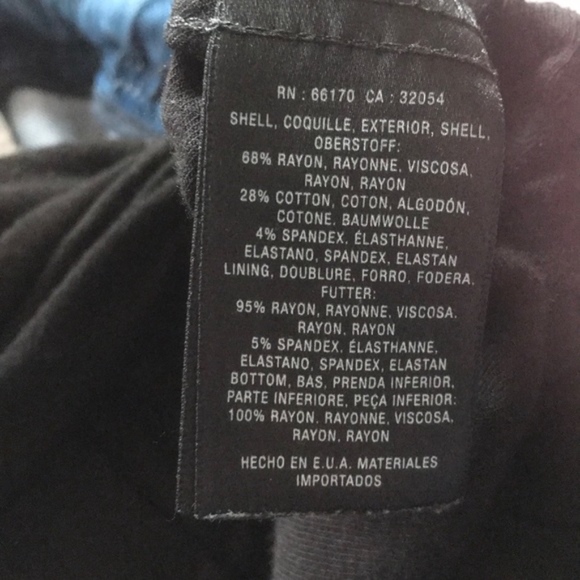 RN : 66170 CA : 32054
SHELL, COQUILLE, EXTERIOR, SHELL,
OBERSTOFF:
68% RAYON, RAYONNE, VISCOSA,
RAYON, RAYON
28% COTTON, COTON, ALGODÓN,
COTONE, BAUMWOLLE
4% SPANDEX, ÉLASTHANNE,
ELASTANO, SPANDEX, ELASTAN
LINING, DOUBLURE, FORRO, FODERA,
FUTTER:
95% RAYON, RAYONNE, VISCOSA,
RAYON, RAYON
5% SPANDEX, ÉLASTHANNE,
ELASTANO, SPANDEX, ELASTAN
BOTTOM, BAS, PRENDA INFERIOR,
PARTE INFERIORE, PEÇA INFERIOR:
100% RAYON, RAYONNE, VISCOSA,
RAYON, RAYON
HECHO EN E.U.A. MATERIALES
IMPORTADOS